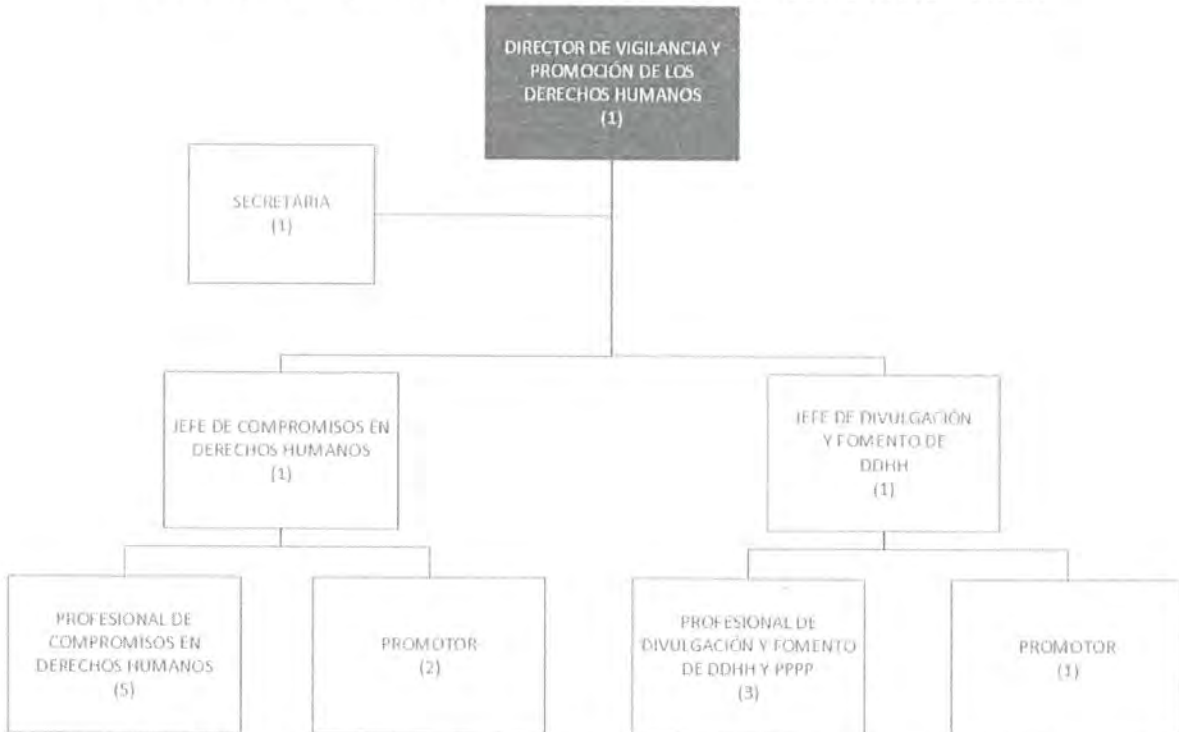 DIRECTOR DE VIGILANCIA Y
PROMOCIÓN DE LOS
DERECHOS HUMANOS
(1)
SECRETARIA
(1)
JEFE DE COMPROMISOS EN
DERECHOS HUMANOS
(1)
JEFE DE DIVULGACIÓN
Y FOMENTO DE
DDHH
(1)
PROFESIONAL DE
COMPROMISOS EN
DERECHOS HUMANOS
(5)
PROMOTOR
(2)
PROFESIONAL DE
DIVULGACIÓN Y FOMENTO
DE DDHH Y PPPP
(3)
PROMOTOR
(1)